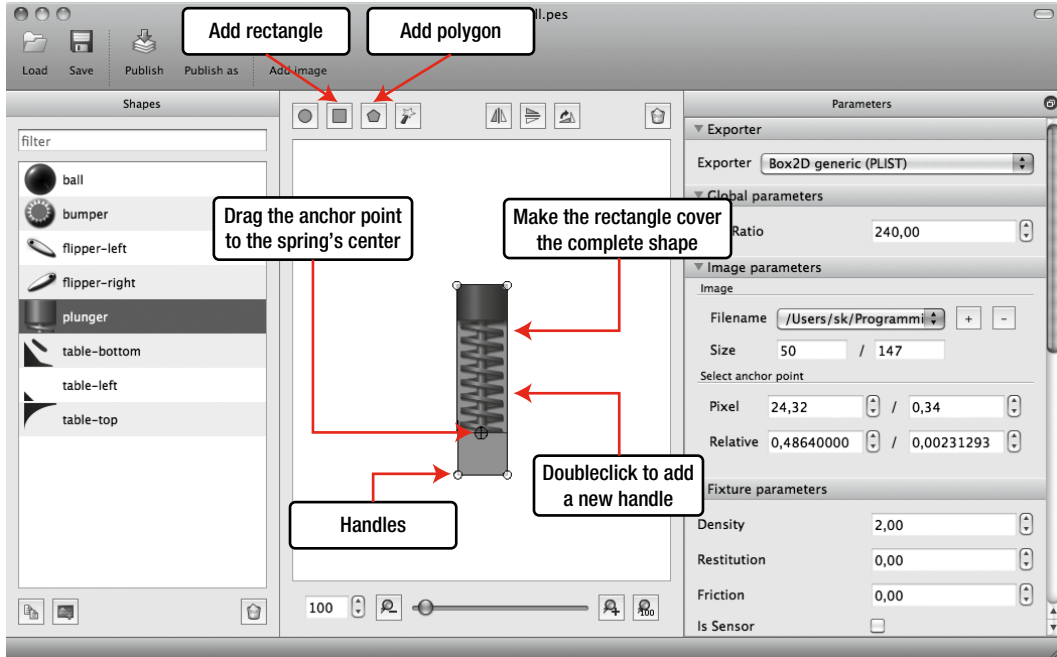 ll.pes
Add rectangle
Add polygon
Load
Save
Publish
Publish as
Add image
Shapes
filter
ball
bumper
flipper-left
flipper-right
plunger
table-bottom
table-left
table-top
Drag the anchor point
to the spring's center
Make the rectangle cover
the complete shape
Doubleclick to add
a new handle
Handles
100
100
Parameters
Exporter
Exporter Box2D generic (PLIST)
Global parameters
Ratio 240,00
Image parameters
Image
Filename /Users/sk/Programmi + -
Size 50 / 147
Select anchor point
Pixel 24,32 / 0,34
Relative 0,48640000 / 0,00231293
Fixture parameters
Density 2,00
Restitution 0,00
Friction 0,00
Is Sensor